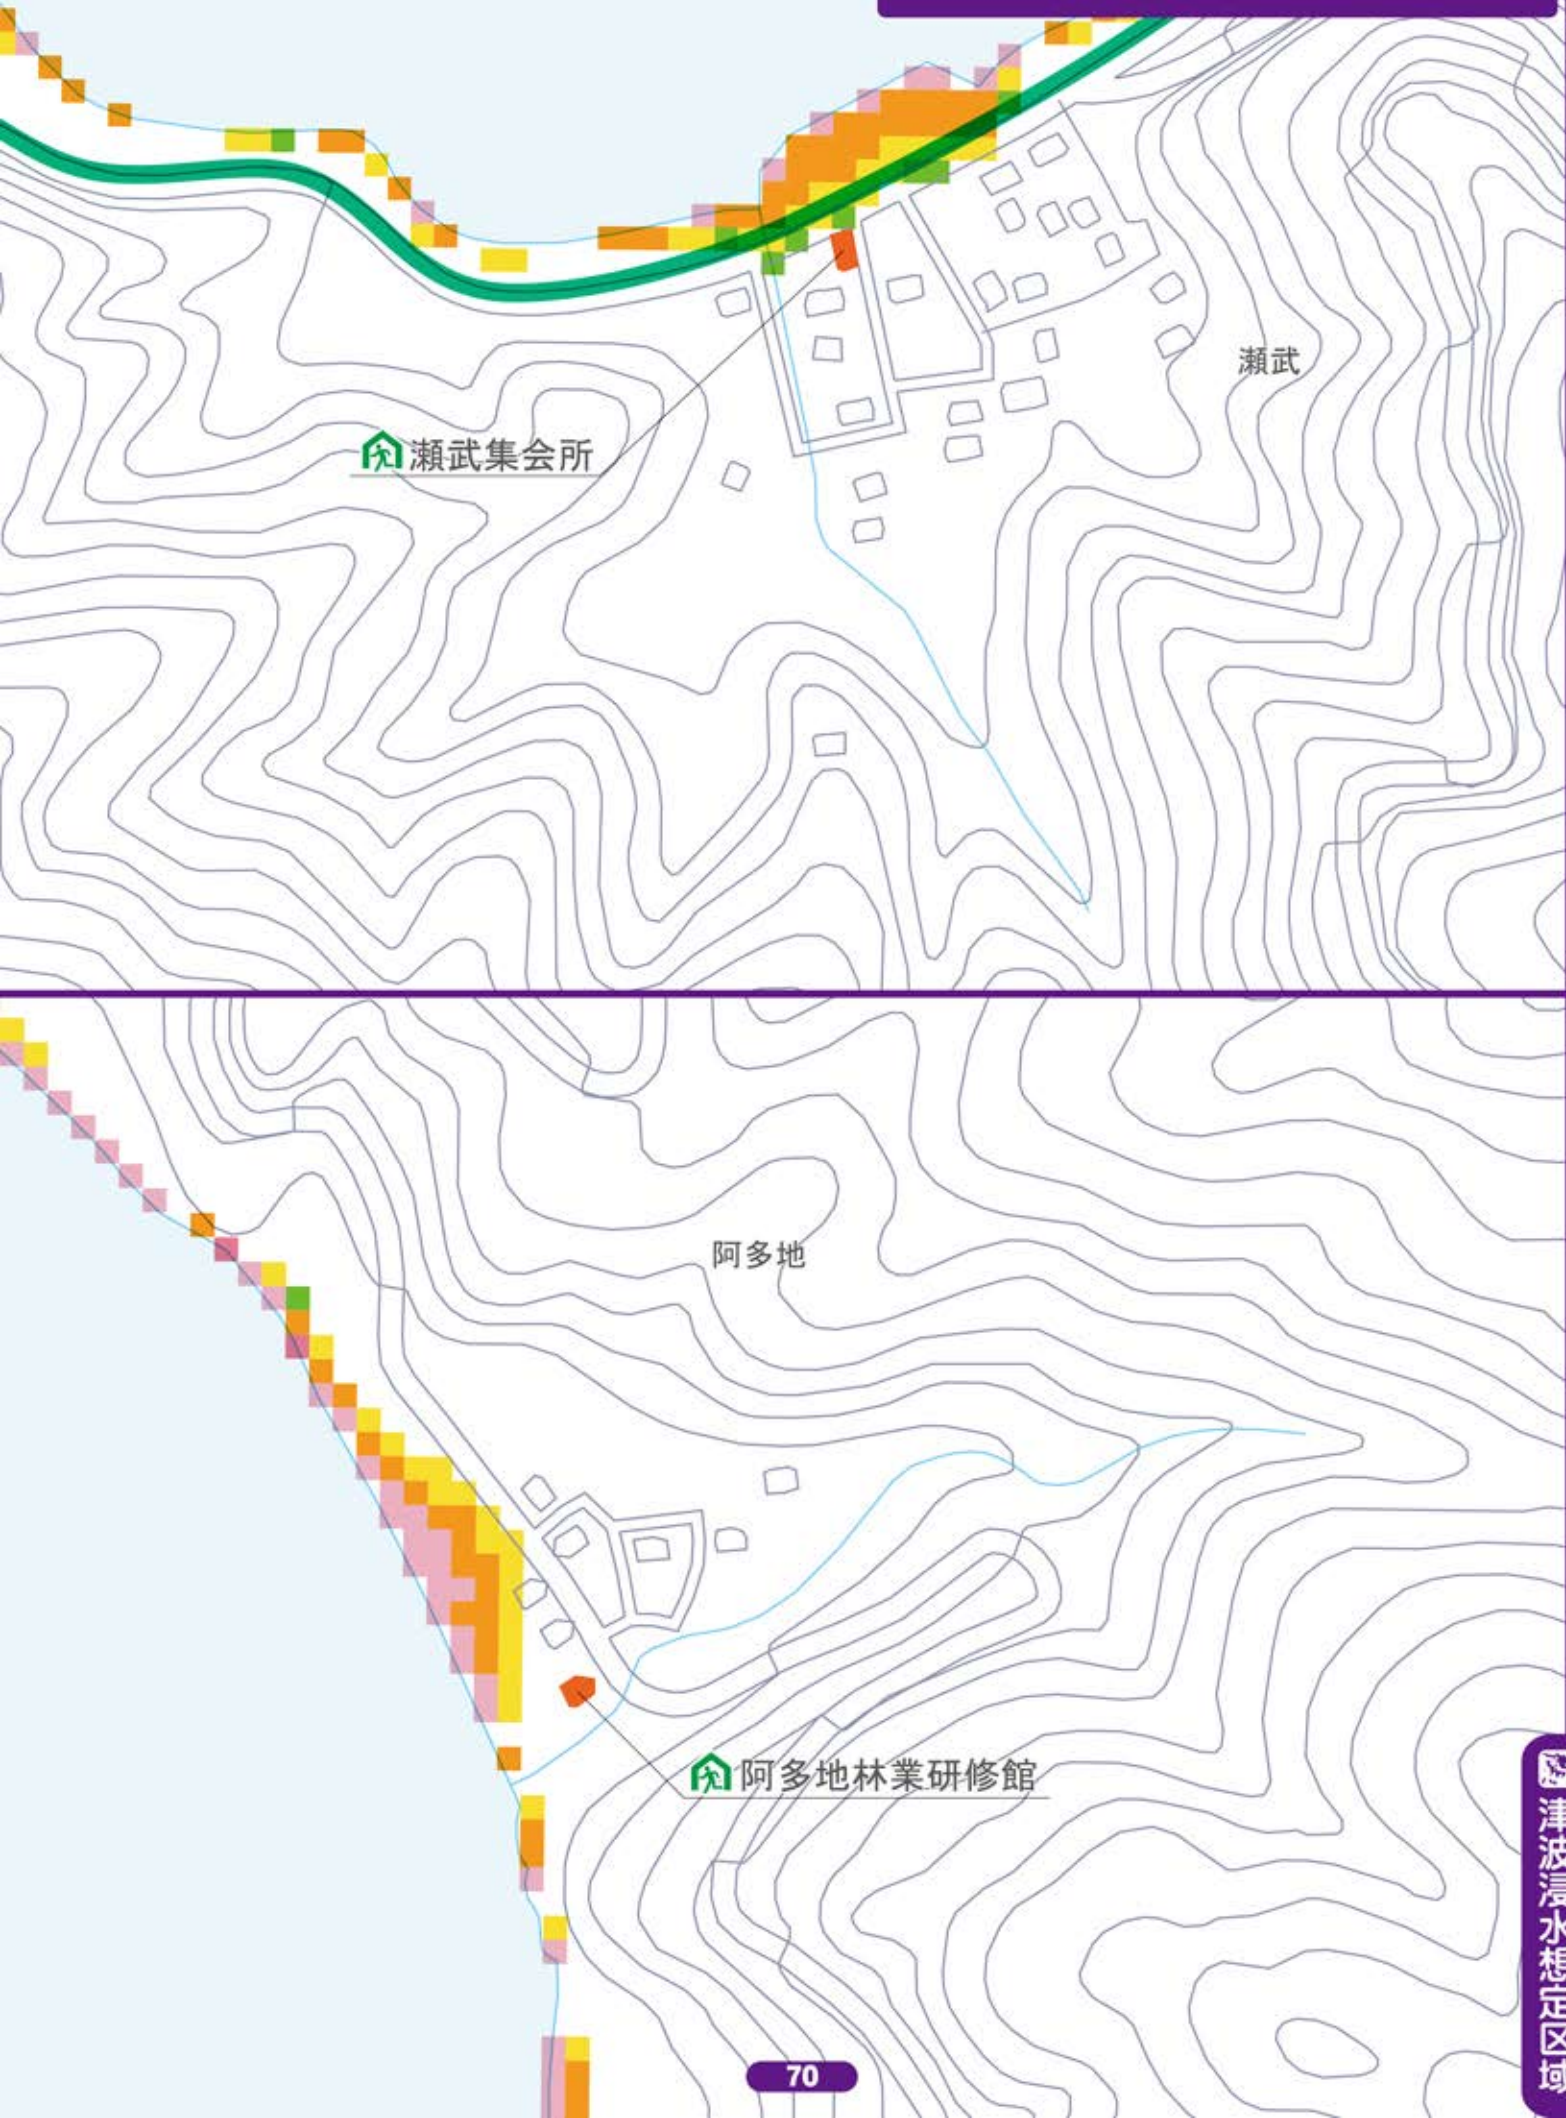 瀬武
瀬武集会所
阿多地
阿多地林業研修館
津波浸水想定区域
70